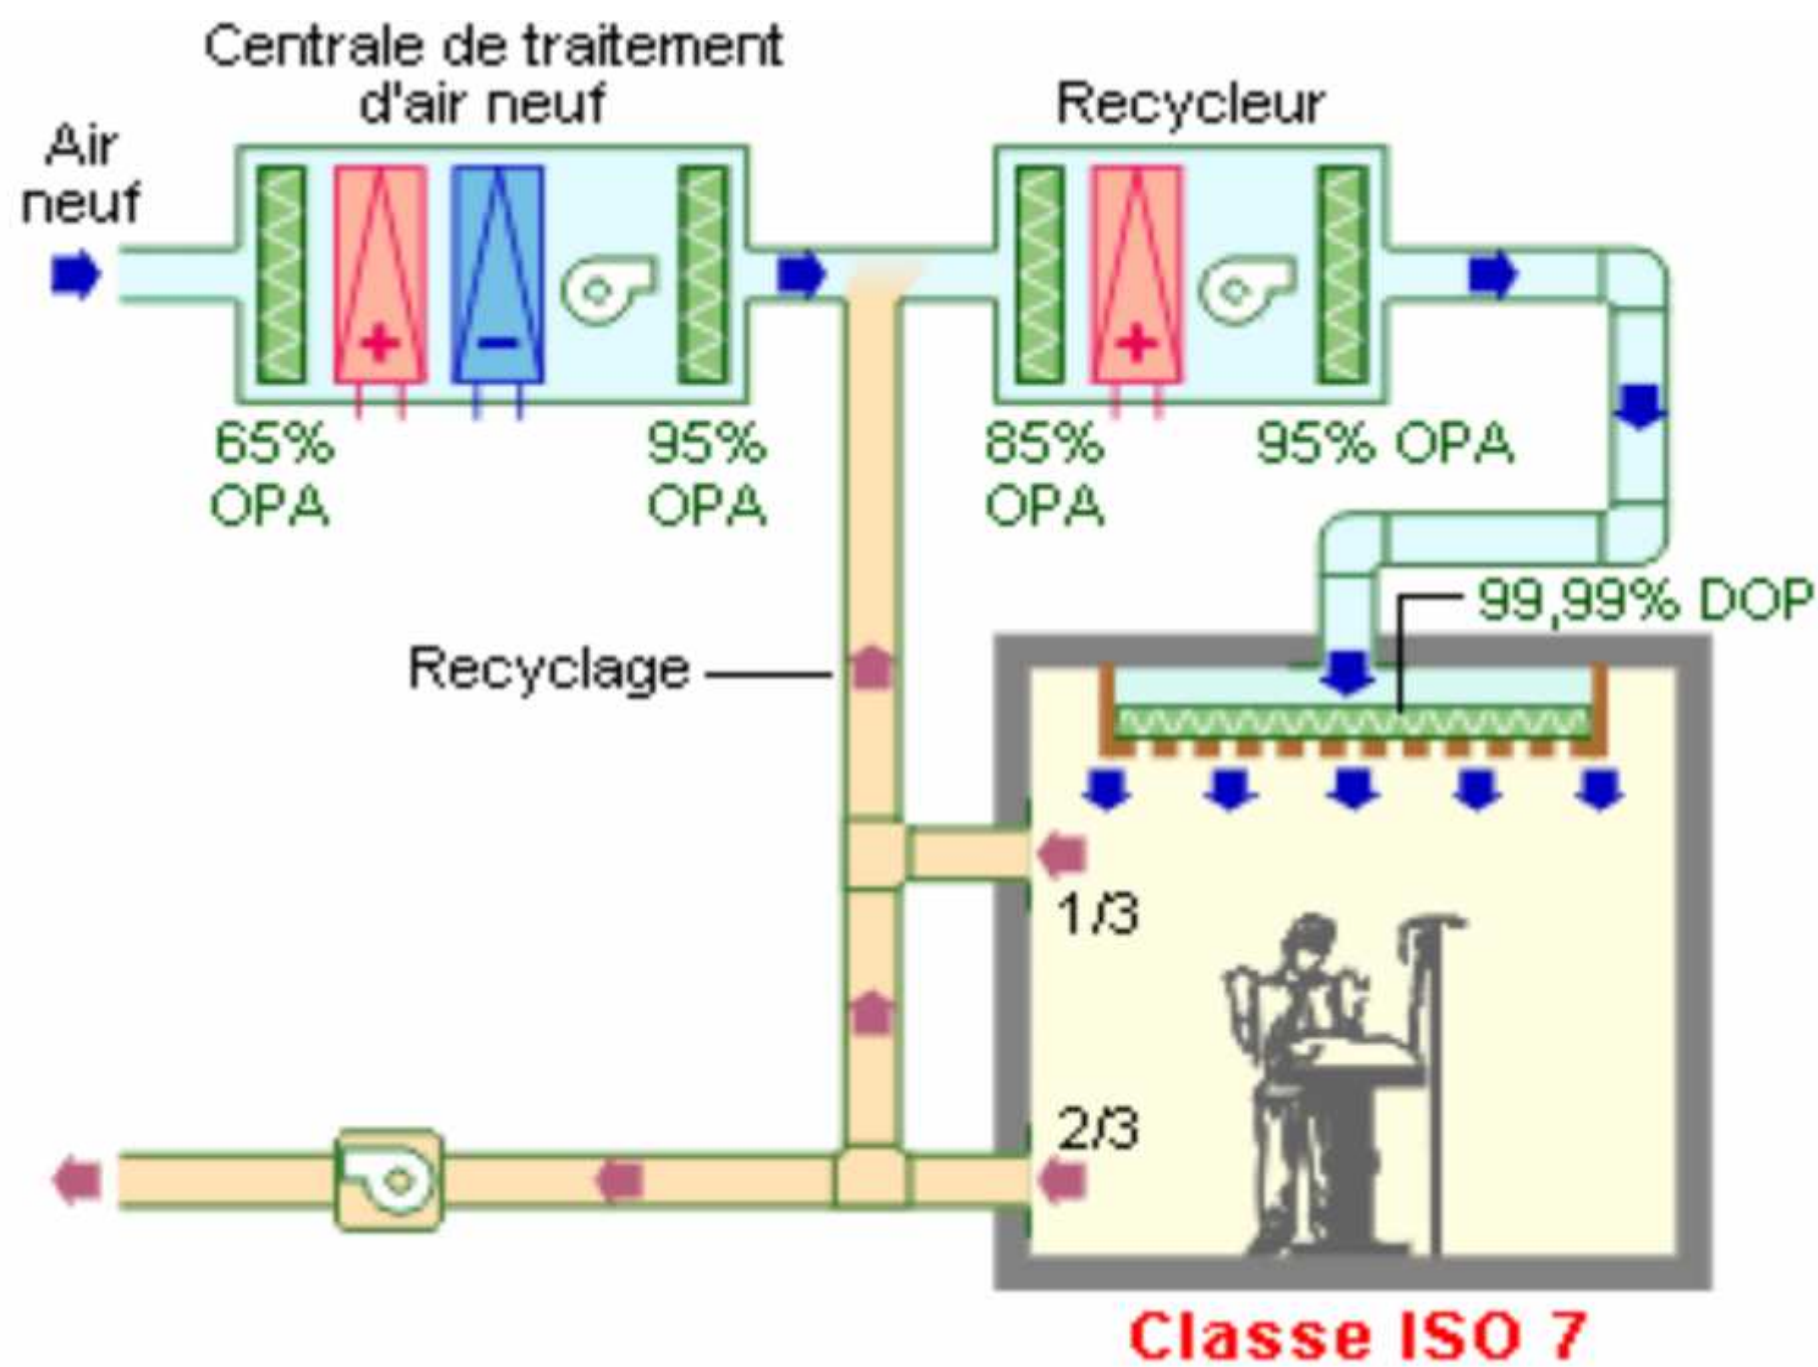 Centrale de traitement
d'air neuf
Recycleur
Air
neuf
+
−
+
65%
OPA
95%
OPA
85%
OPA
95% OPA
99,99% DOP
Recyclage
1/3
2/3
Classe ISO 7